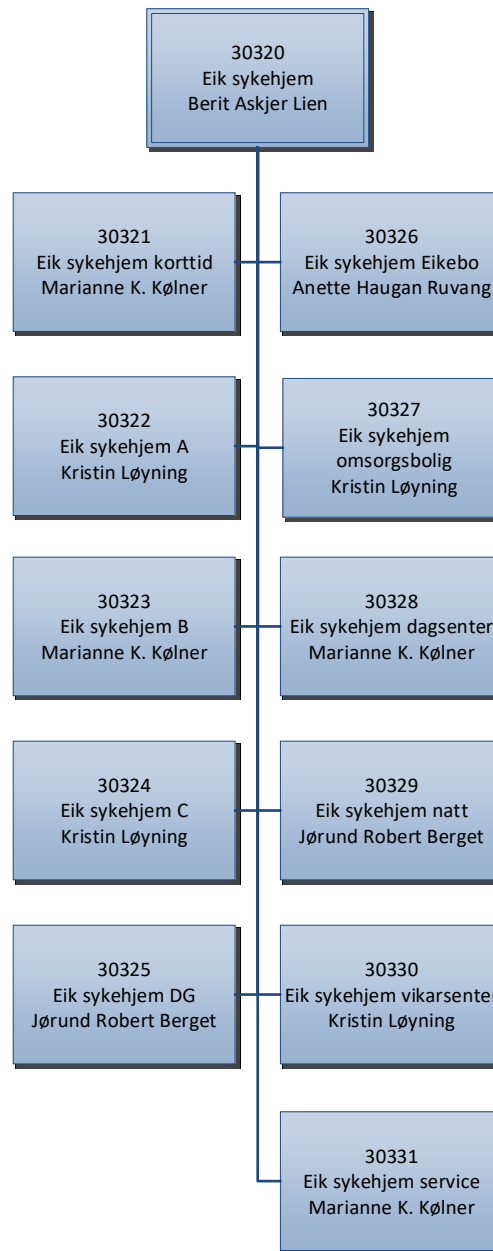 30320
Eik sykehjem
Berit Askjer Lien
30321
Eik sykehjem korttid
Marianne K. Kølner
30326
Eik sykehjem Eikebo
Anette Haugan Ruvang
30322
Eik sykehjem A
Kristin Løyning
30327
Eik sykehjem
omsorgsbolig
Kristin Løyning
30323
Eik sykehjem B
Marianne K. Kølner
30328
Eik sykehjem dagsenter
Marianne K. Kølner
30324
Eik sykehjem C
Kristin Løyning
30329
Eik sykehjem natt
Jørund Robert Berget
30325
Eik sykehjem DG
Jørund Robert Berget
30330
Eik sykehjem vikarsenter
Kristin Løyning
30331
Eik sykehjem service
Marianne K. Kølner